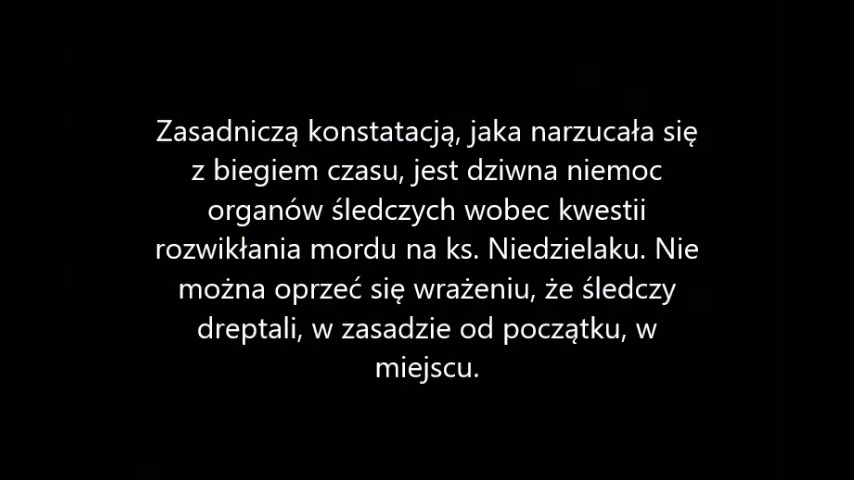 Zasadniczą konstatacją, jaka narzucała się
z biegiem czasu, jest dziwna niemoc
organów śledczych wobec kwestii
rozwikłania mordu na ks. Niedzielaku. Nie
można oprzeć się wrażeniu, że śledczy
dreptali, w zasadzie od początku, w
miejscu.